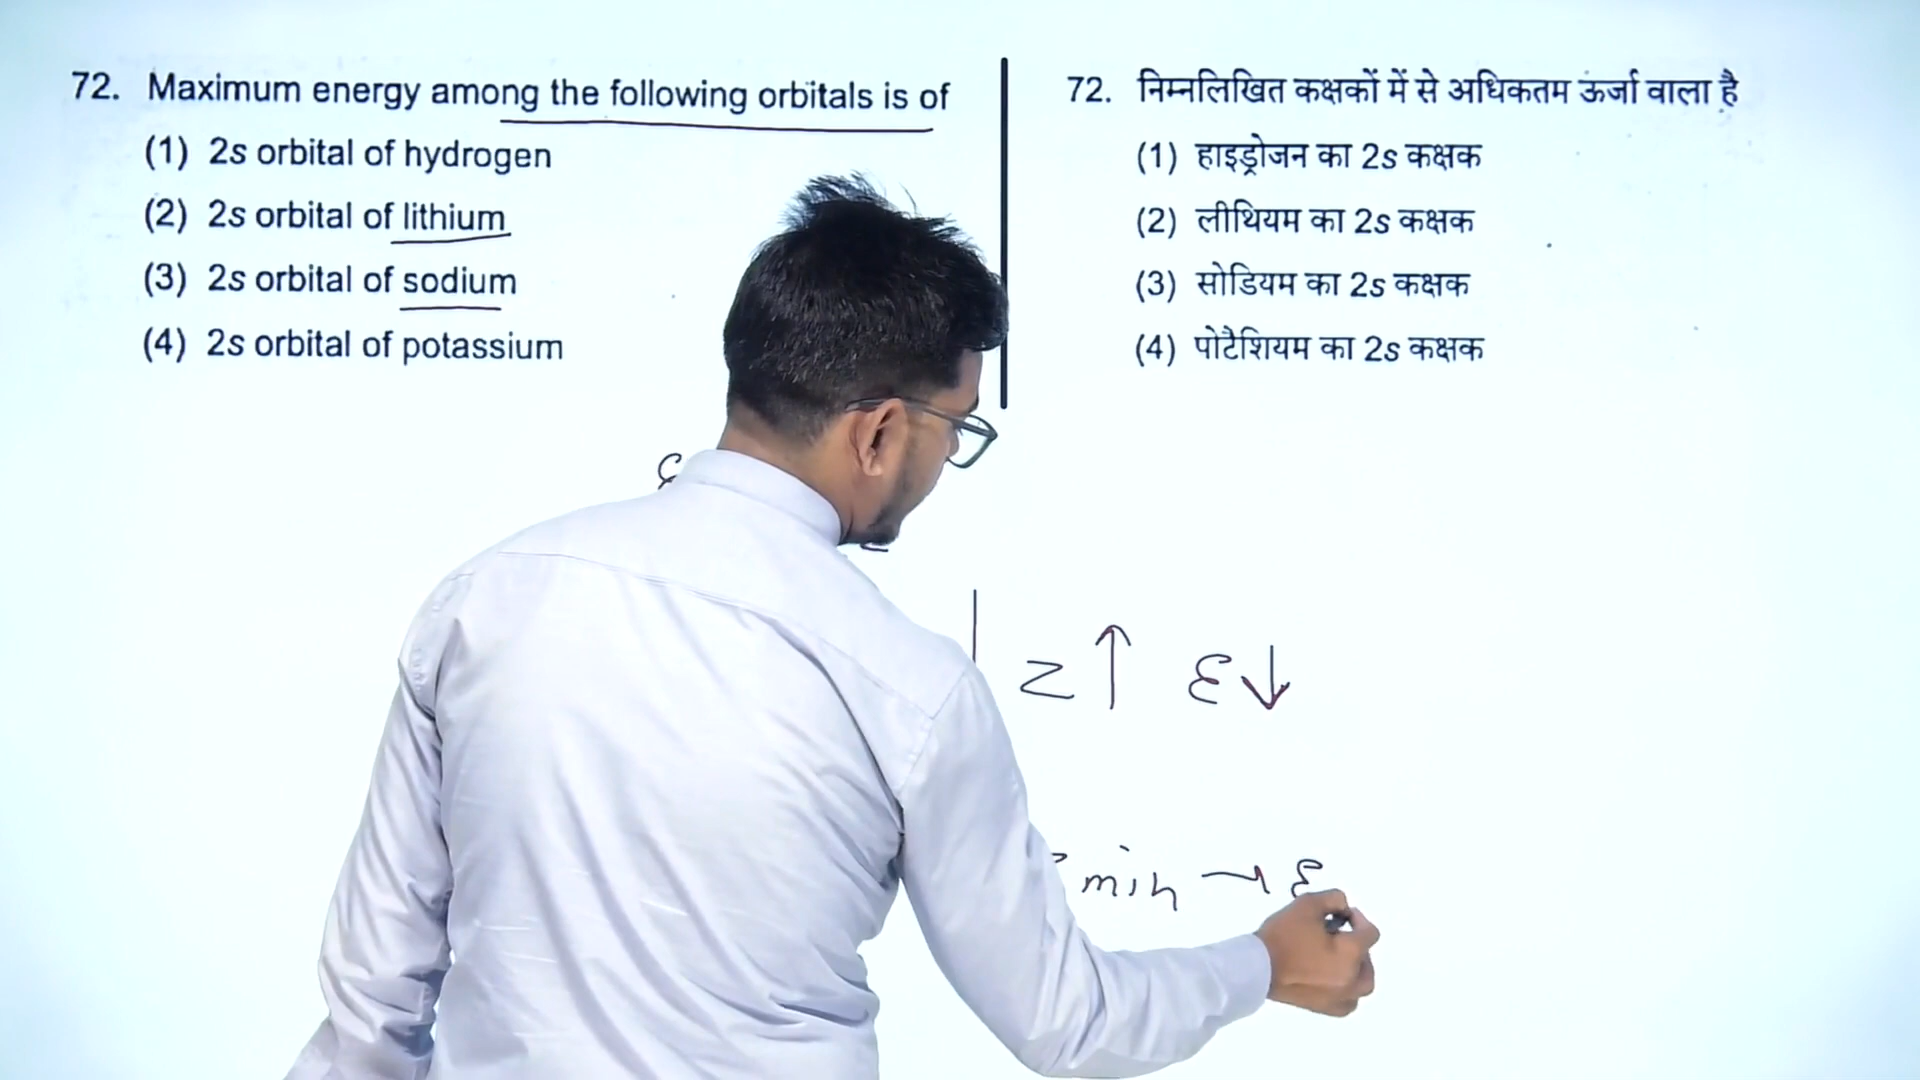 72. Maximum energy among the following orbitals is of
(1) 2s orbital of hydrogen
(2) 2s orbital of lithium
(3) 2s orbital of sodium
(4) 2s orbital of potassium
72. निम्नलिखित कक्षकों में से अधिकतम ऊर्जा वाला है
(1) हाइड्रोजन का 2s कक्षक
(2) लीथियम का 2s कक्षक
(3) सोडियम का 2s कक्षक
(4) पोटैशियम का 2s कक्षक
z↑ ε↓
min → ε